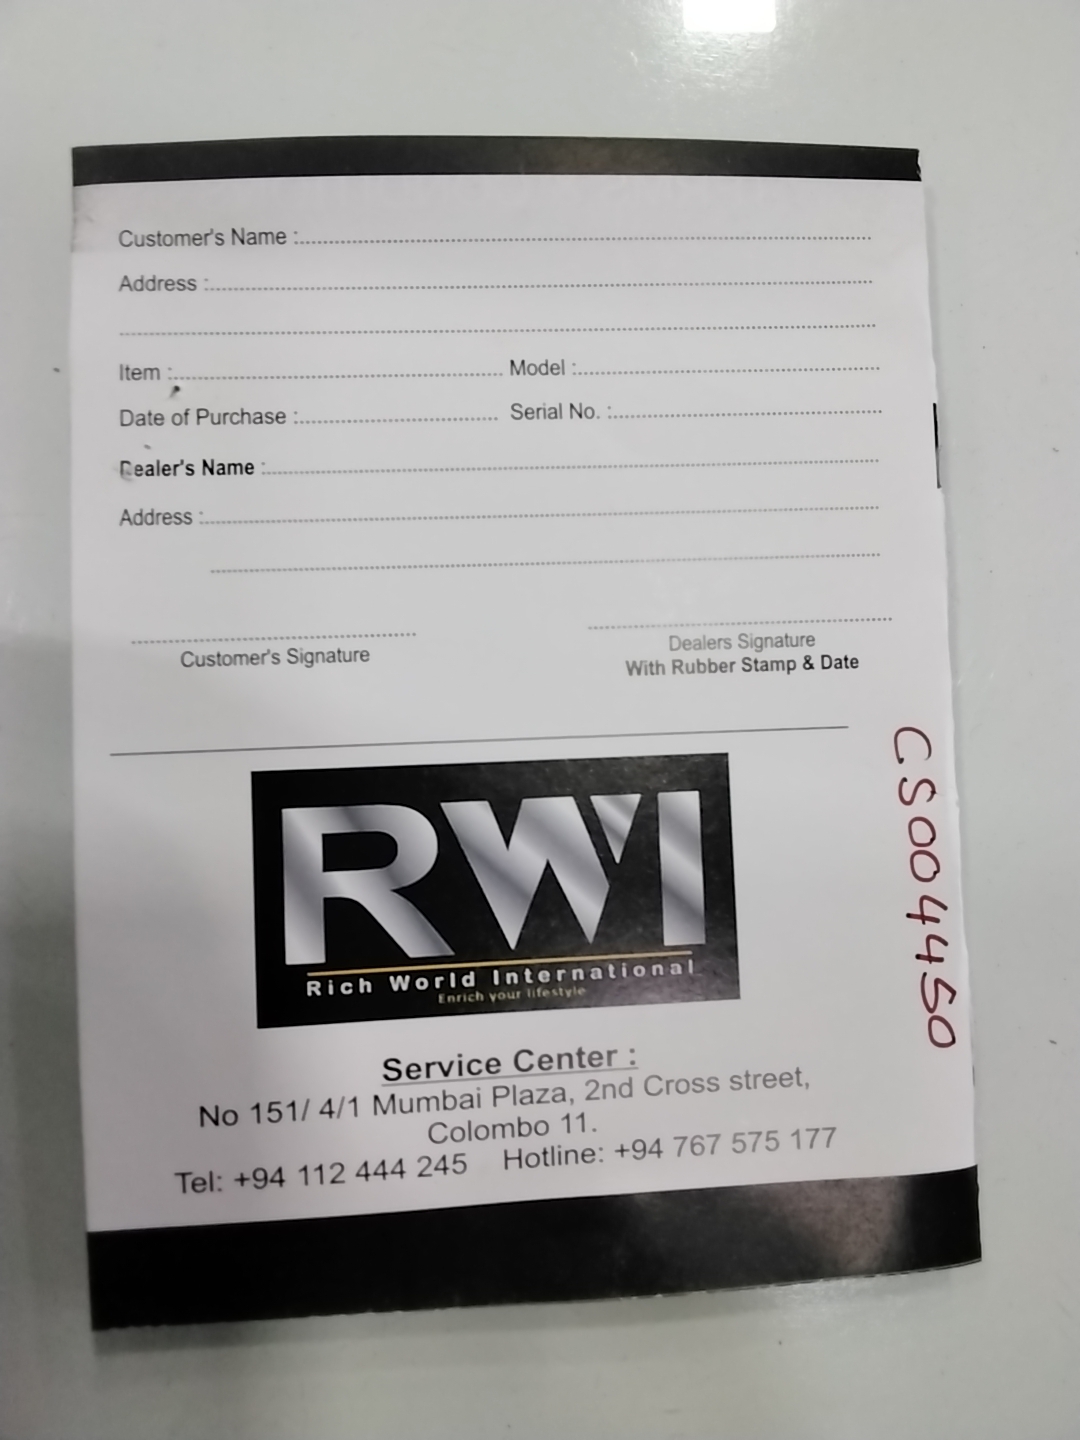 Customer's Name :..............................
Address :..............................
Item :.............................. Model :..............................
Date of Purchase :.............................. Serial No. :..............................
Dealer's Name :..............................
Address :..............................
Customer's Signature
Dealers Signature
With Rubber Stamp & Date
RWI
Rich World International
Enrich your lifestyle
Service Center :
No 151/ 4/1 Mumbai Plaza, 2nd Cross street,
Colombo 11.
Tel: +94 112 444 245 Hotline: +94 767 575 177
CS004450